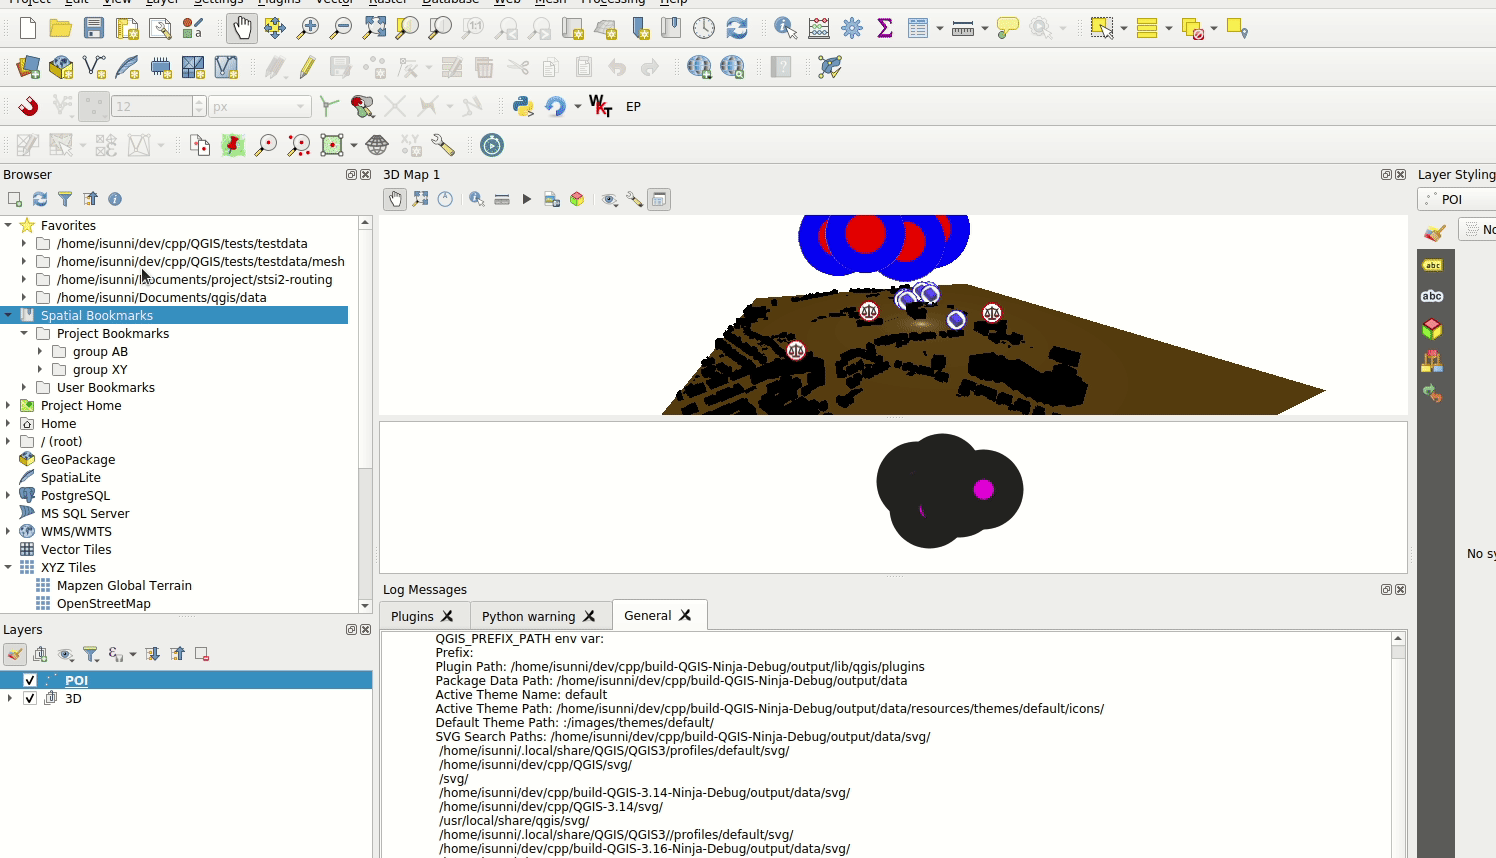 Project Edit View Layer Settings Plugins Vector Raster Database Web Mesh Processing Help
1:1
12 px WKT EP
X,Y
Browser
Favorites
/home/isunni/dev/cpp/QGIS/tests/testdata
/home/isunni/dev/cpp/QGIS/tests/testdata/mesh
/home/isunni/Documents/project/stsi2-routing
/home/isunni/Documents/qgis/data
Spatial Bookmarks
Project Bookmarks
group AB
group XY
User Bookmarks
Project Home
Home
/ (root)
GeoPackage
SpatiaLite
PostgreSQL
MS SQL Server
WMS/WMTS
Vector Tiles
XYZ Tiles
Mapzen Global Terrain
OpenStreetMap
Layers
POI
3D
3D Map 1
Log Messages
Plugins Python warning General
QGIS_PREFIX_PATH env var:
Prefix:
Plugin Path: /home/isunni/dev/cpp/build-QGIS-Ninja-Debug/output/lib/qgis/plugins
Package Data Path: /home/isunni/dev/cpp/build-QGIS-Ninja-Debug/output/data
Active Theme Name: default
Active Theme Path: /home/isunni/dev/cpp/build-QGIS-Ninja-Debug/output/data/resources/themes/default/icons/
Default Theme Path: :/images/themes/default/
SVG Search Paths: /home/isunni/dev/cpp/build-QGIS-Ninja-Debug/output/data/svg/
/home/isunni/.local/share/QGIS/QGIS3/profiles/default/svg/
/home/isunni/dev/cpp/QGIS/svg/
/svg/
/home/isunni/dev/cpp/build-QGIS-3.14-Ninja-Debug/output/data/svg/
/home/isunni/dev/cpp/QGIS-3.14/svg/
/usr/local/share/qgis/svg/
/home/isunni/.local/share/QGIS/QGIS3//profiles/default/svg/
/home/isunni/dev/cpp/build-QGIS-3.16-Ninja-Debug/output/data/svg/
Layer Styling
POI
No
abc
abc
No sy